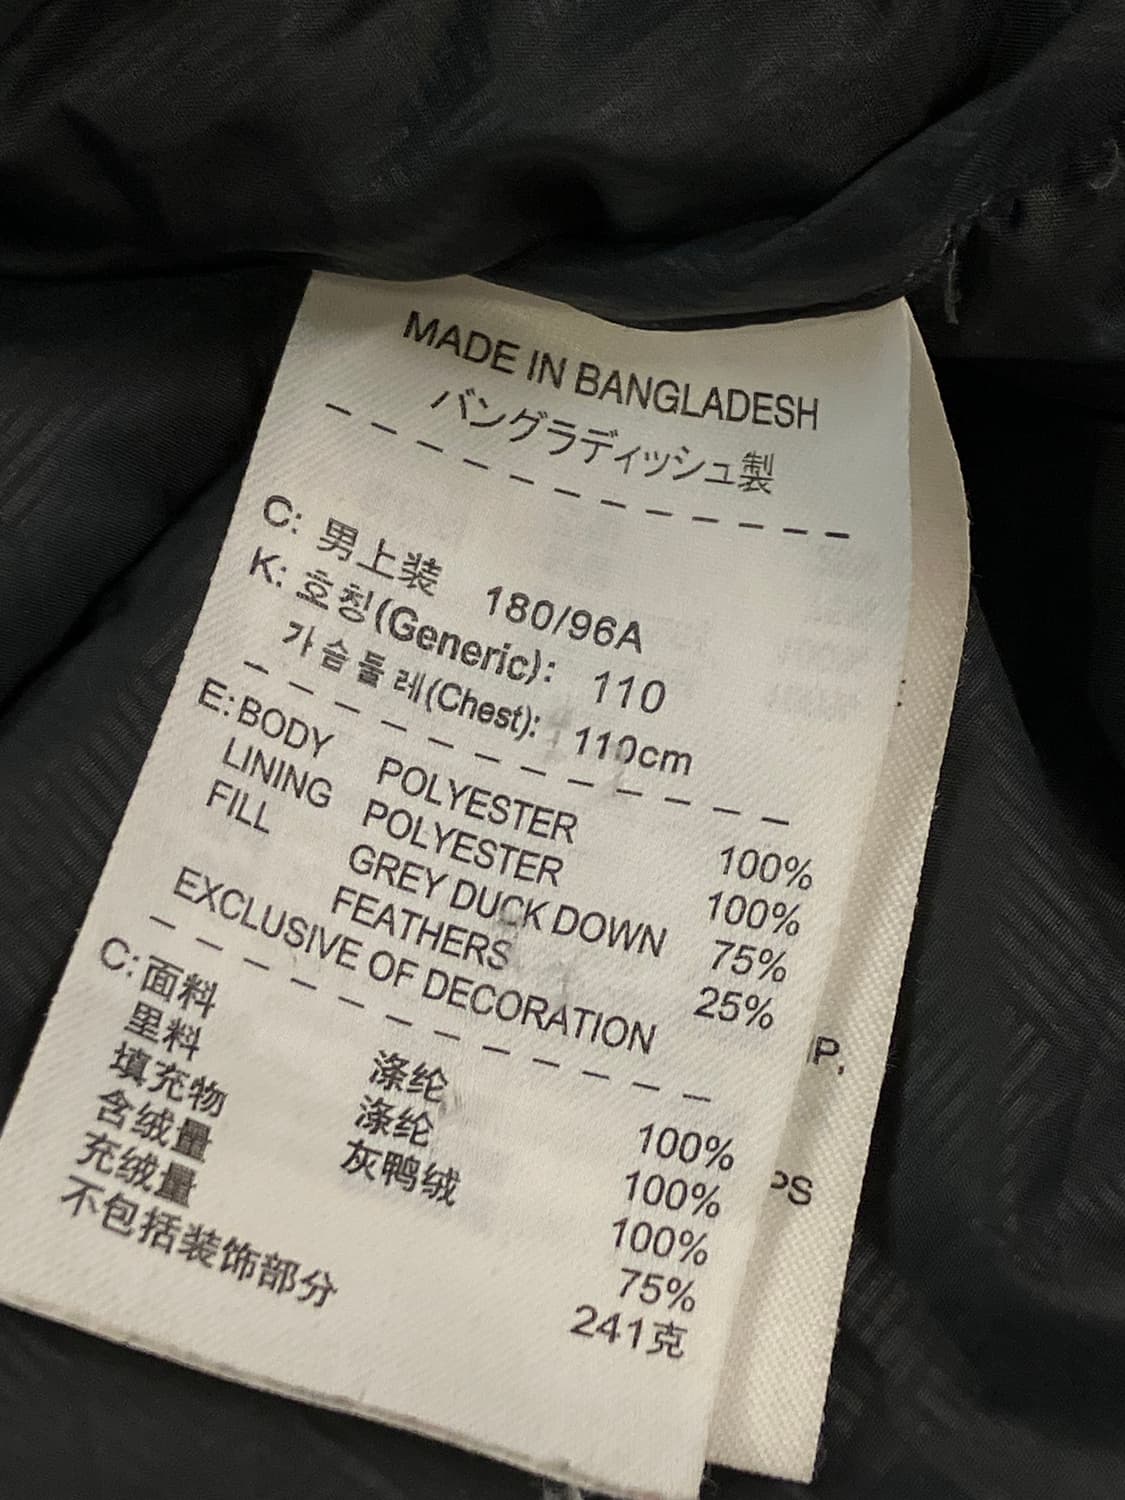 MADE IN BANGLADESH
バングラディッシュ製
C: 男上装 180/96A
K: 호칭(Generic): 110
가슴둘레(Chest): 110cm
E: BODY POLYESTER 100%
LINING POLYESTER 100%
FILL GREY DUCK DOWN 75%
FEATHERS 25%
EXCLUSIVE OF DECORATION
C: 面料 涤纶 100%
里料 涤纶 100%
填充物 灰鸭绒 100%
含绒量 75%
充绒量 241克
不包括装饰部分
P,
PS